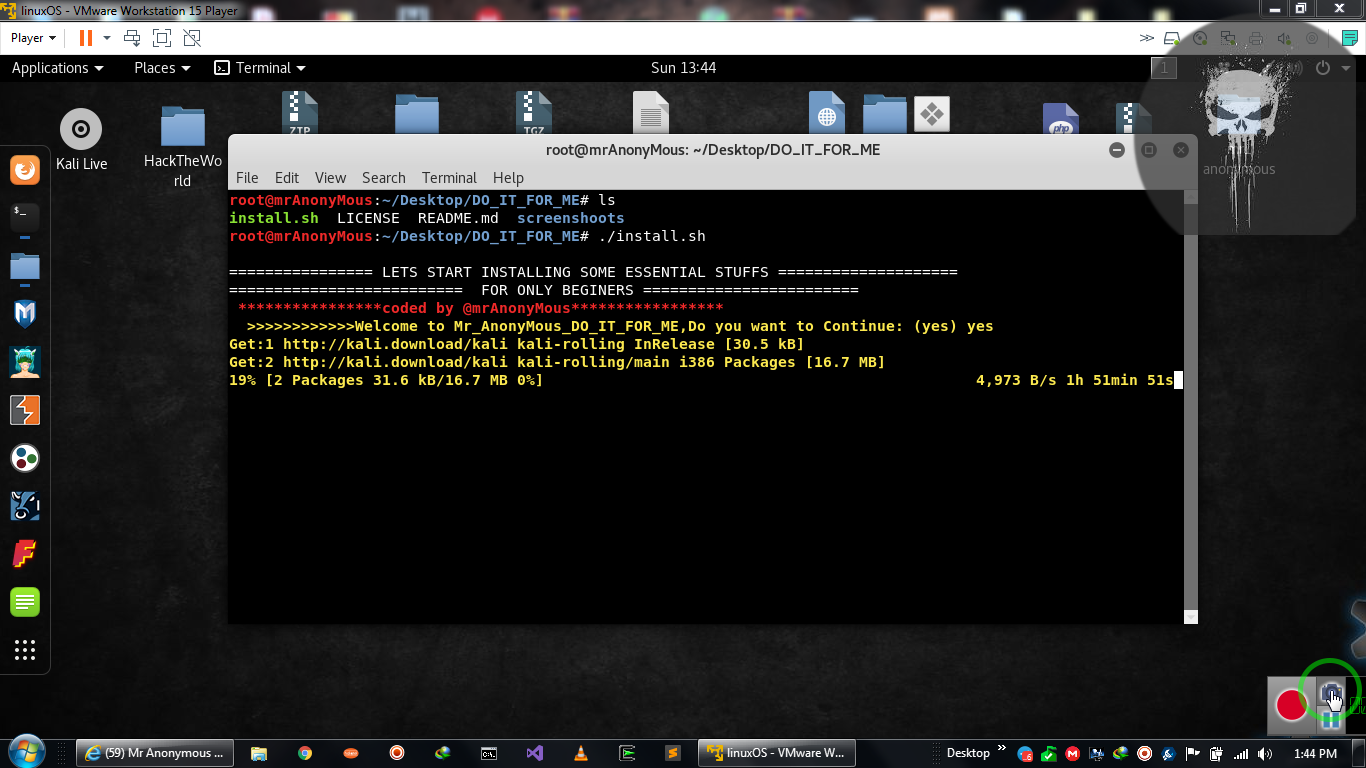 linuxOS - VMware Workstation 15 Player
Player
Applications Places Terminal Sun 13:44 1
ZIP TGZ php
Kali Live
HackTheWo
rld
anonymous
root@mrAnonyMous: ~/Desktop/DO_IT_FOR_ME
File Edit View Search Terminal Help
root@mrAnonyMous:~/Desktop/DO_IT_FOR_ME# ls
install.sh LICENSE README.md screenshoots
root@mrAnonyMous:~/Desktop/DO_IT_FOR_ME# ./install.sh
================ LETS START INSTALLING SOME ESSENTIAL STUFFS ====================
========================== FOR ONLY BEGINERS ========================
****************coded by @mrAnonyMous*****************
>>>>>>>>>>>>Welcome to Mr_AnonyMous_DO_IT_FOR_ME,Do you want to Continue: (yes) yes
Get:1 http://kali.download/kali kali-rolling InRelease [30.5 kB]
Get:2 http://kali.download/kali kali-rolling/main i386 Packages [16.7 MB]
19% [2 Packages 31.6 kB/16.7 MB 0%] 4,973 B/s 1h 51min 51s
(59) Mr Anonymous ... linuxOS - VMware W... Desktop 1:44 PM